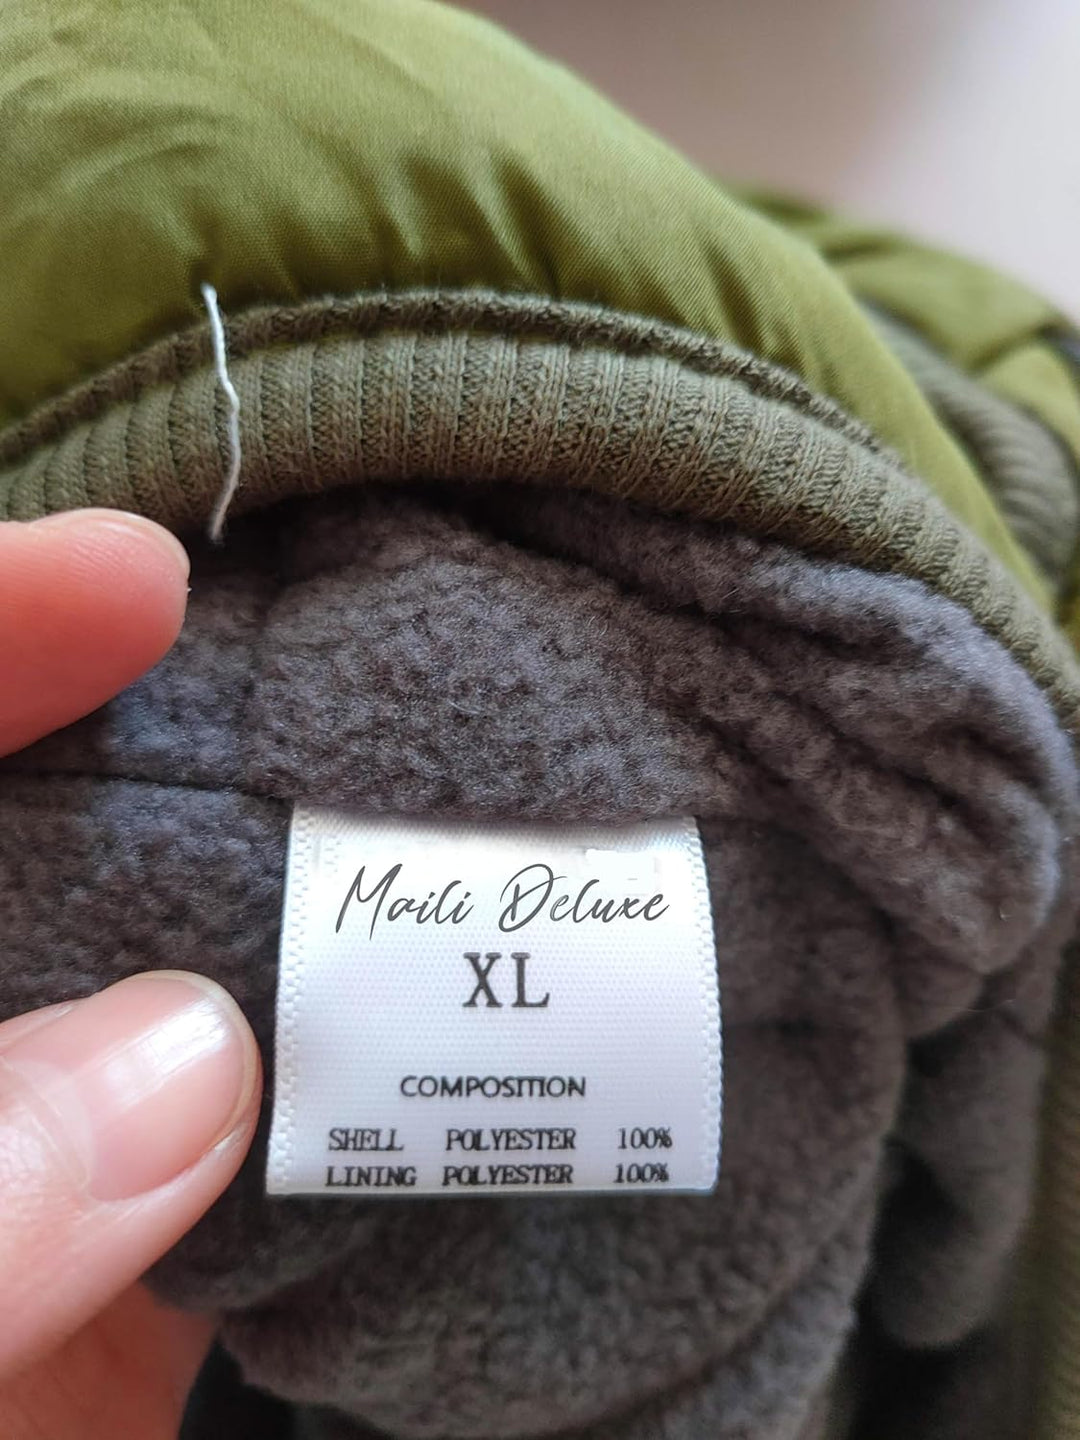 Maili Deluxe
XL
COMPOSITION
SHELL POLYESTER 100%
LINING POLYESTER 100%